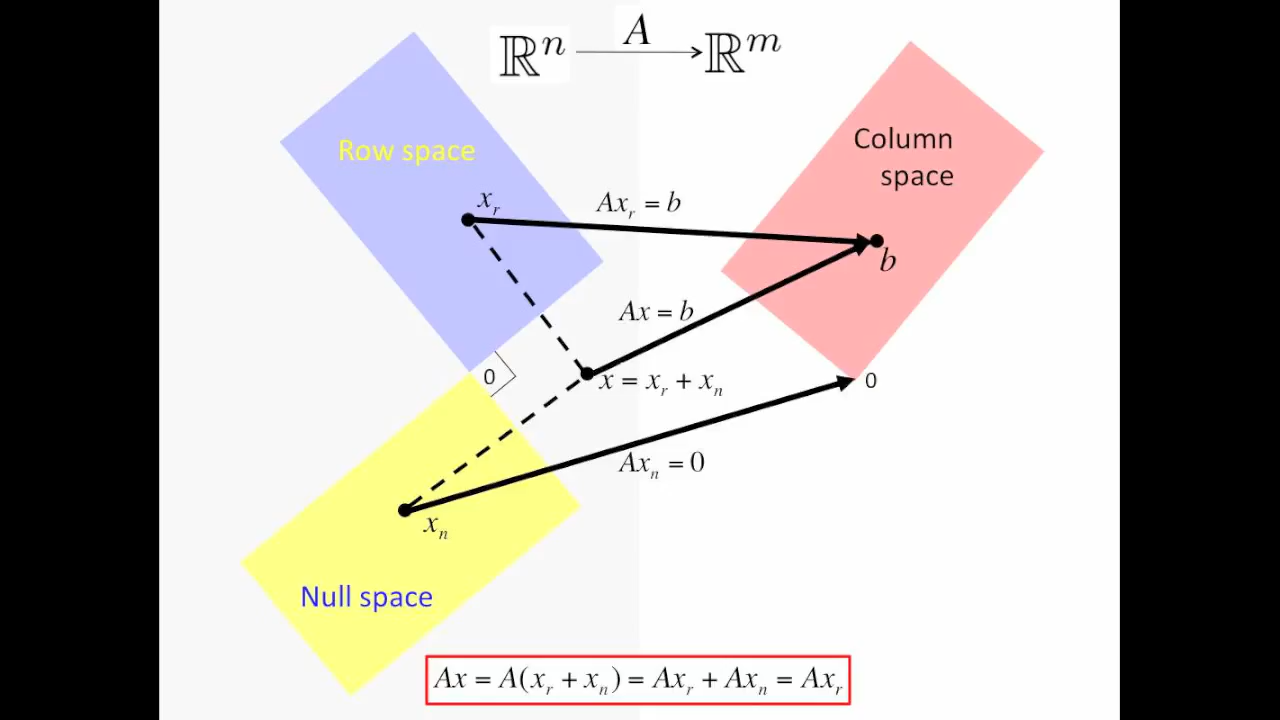 ℝⁿ —A→ ℝᵐ
Row space
Column
space
xᵣ
Axᵣ = b
b
Ax = b
0
x = xᵣ + xₙ
0
Axₙ = 0
xₙ
Null space
Ax = A(xᵣ + xₙ) = Axᵣ + Axₙ = Axᵣ